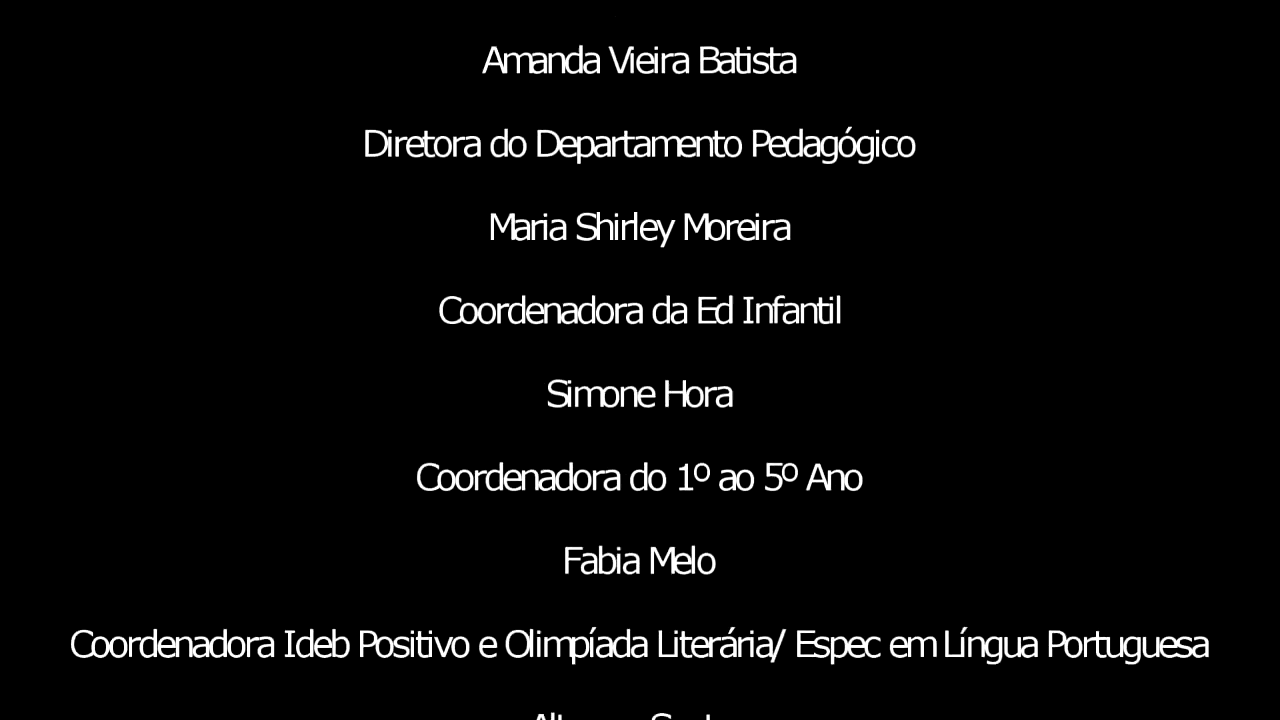 Amanda Vieira Batista
Diretora do Departamento Pedagógico
Maria Shirley Moreira
Coordenadora da Ed Infantil
Simone Hora
Coordenadora do 1º ao 5º Ano
Fabia Melo
Coordenadora Ideb Positivo e Olimpíada Literária/ Espec em Língua Portuguesa